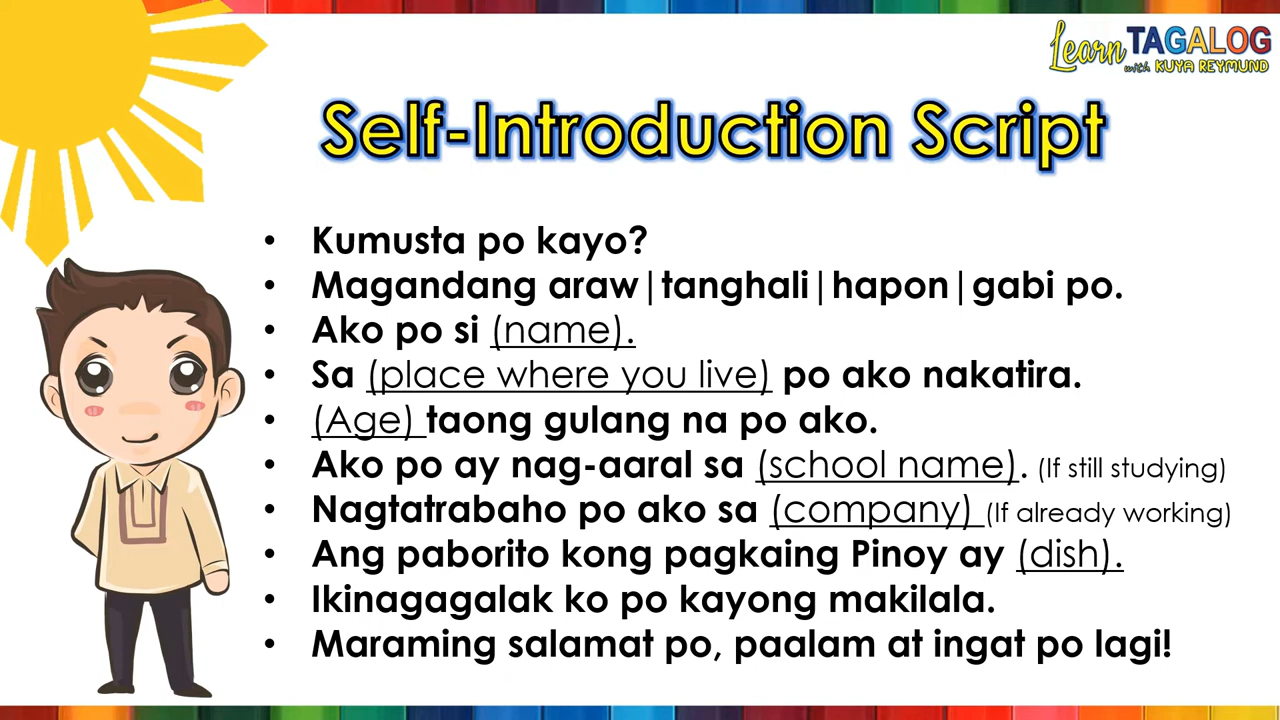 Learn TAGALOG
with KUYA REYMUND
Self-Introduction Script
• Kumusta po kayo?
• Magandang araw|tanghali|hapon|gabi po.
• Ako po si (name).
• Sa (place where you live) po ako nakatira.
• (Age) taong gulang na po ako.
• Ako po ay nag-aaral sa (school name). (If still studying)
• Nagtatrabaho po ako sa (company) (If already working)
• Ang paborito kong pagkaing Pinoy ay (dish).
• Ikinagagalak ko po kayong makilala.
• Maraming salamat po, paalam at ingat po lagi!